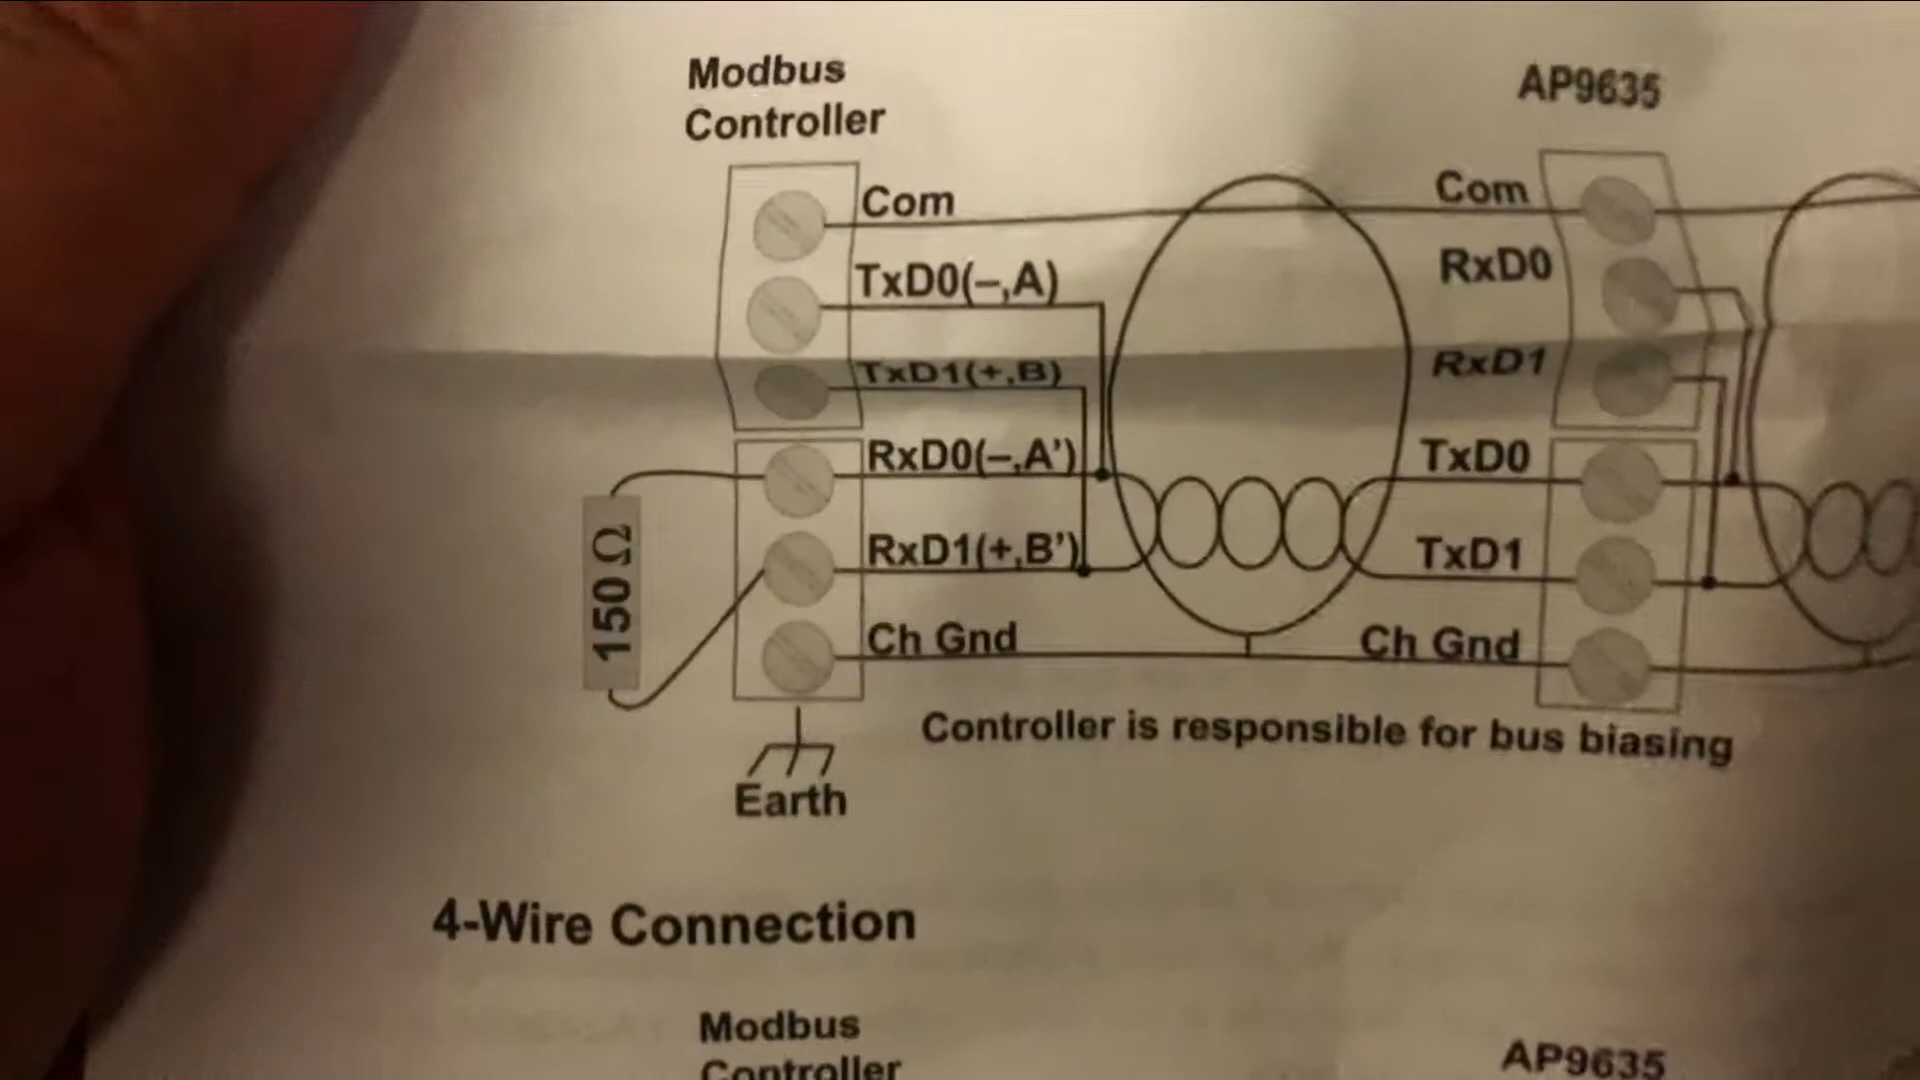 Modbus
Controller
AP9635
Com
TxD0(–,A)
TxD1(+,B)
RxD0(–,A')
RxD1(+,B')
Ch Gnd
Com
RxD0
RxD1
TxD0
TxD1
Ch Gnd
150 Ω
Earth
Controller is responsible for bus biasing
4-Wire Connection
Modbus
Controller
AP9635